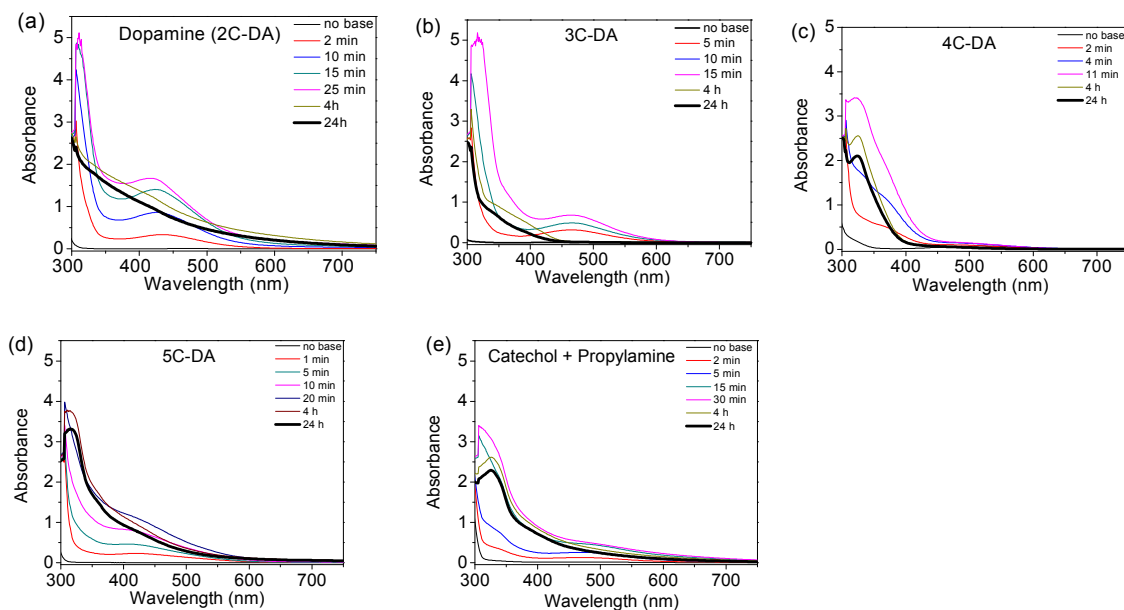 (a)
Dopamine (2C-DA)
no base
2 min
10 min
15 min
25 min
4h
24h
Absorbance
5
4
3
2
1
0
300 400 500 600 700
Wavelength (nm)
(b)
3C-DA
no base
5 min
10 min
15 min
4 h
24 h
Absorbance
5
4
3
2
1
0
300 400 500 600 700
Wavelength (nm)
(c)
4C-DA
no base
2 min
4 min
11 min
4 h
24 h
Absorbance
5
4
3
2
1
0
300 400 500 600 700
Wavelength (nm)
(d)
5C-DA
no base
1 min
5 min
10 min
20 min
4 h
24 h
Absorbance
5
4
3
2
1
0
300 400 500 600 700
Wavelength (nm)
(e)
Catechol + Propylamine
no base
2 min
5 min
15 min
30 min
4 h
24 h
Absorbance
5
4
3
2
1
0
300 400 500 600 700
Wavelength (nm)